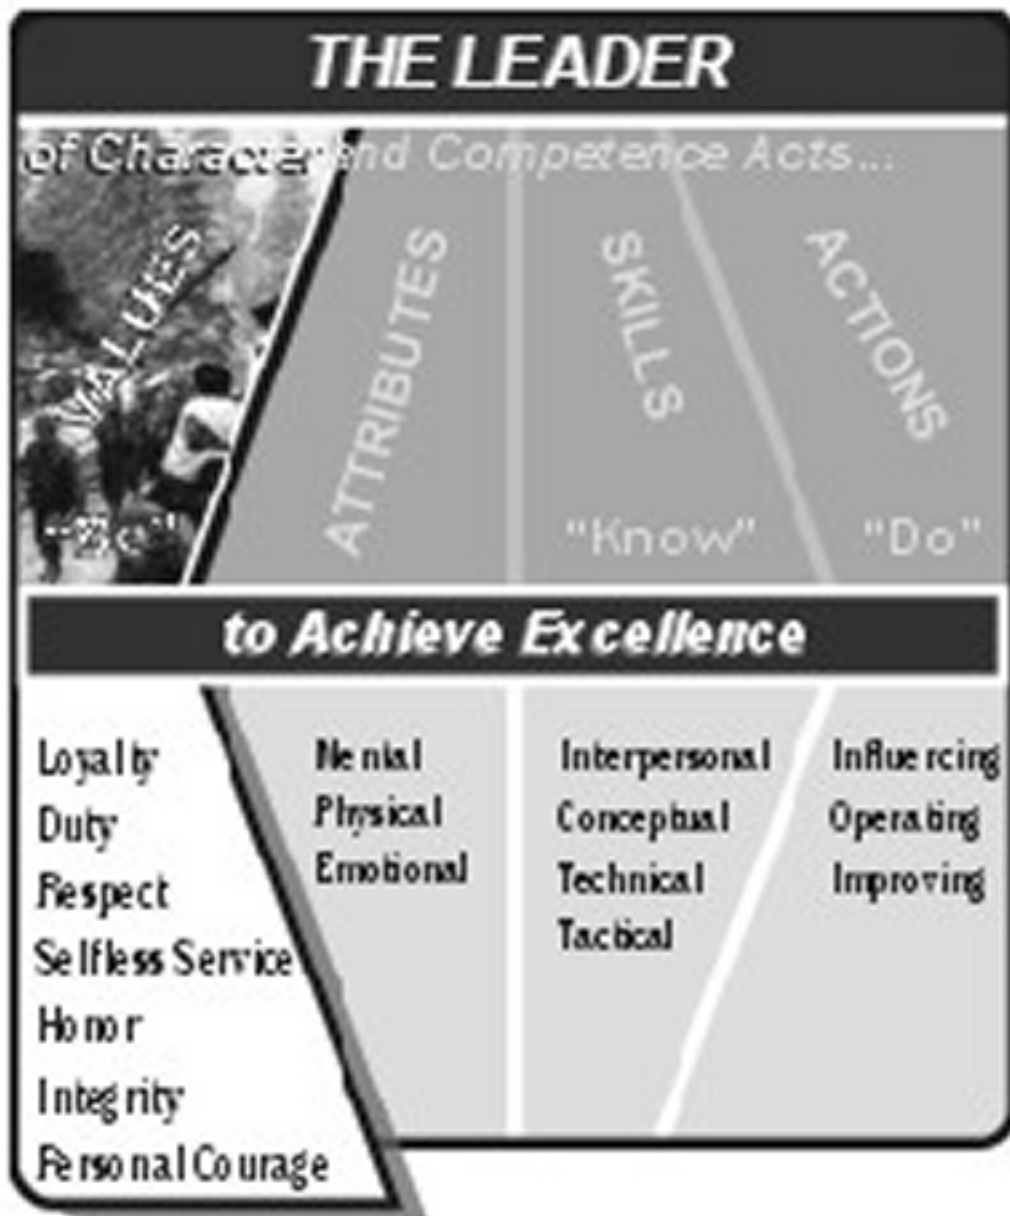 THE LEADER
of Character and Competence Acts...
VALUES
ATTRIBUTES
SKILLS
ACTIONS
"Be"
"Know"
"Do"
to Achieve Excellence
Loyalty
Duty
Respect
Selfless Service
Honor
Integrity
Personal Courage
Mental
Physical
Emotional
Interpersonal
Conceptual
Technical
Tactical
Influencing
Operating
Improving